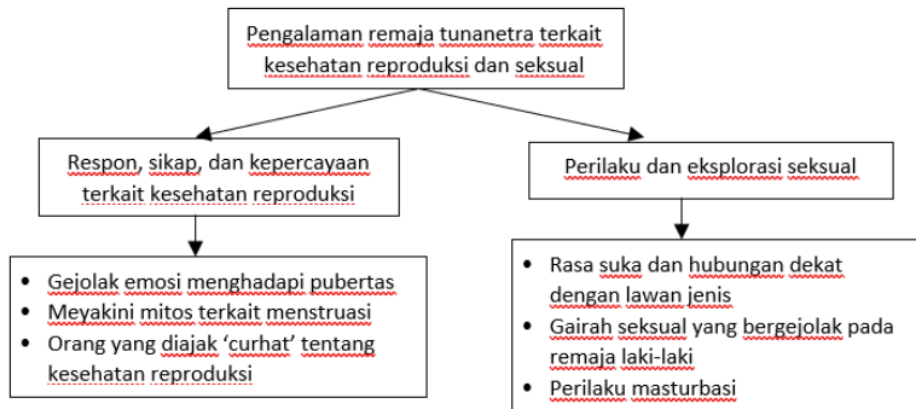 Pengalaman remaja tunanetra terkait
kesehatan reproduksi dan seksual
Respon, sikap, dan kepercayaan
terkait kesehatan reproduksi
Perilaku dan eksplorasi seksual
• Gejolak emosi menghadapi pubertas
• Meyakini mitos terkait menstruasi
• Orang yang diajak ‘curhat’ tentang
kesehatan reproduksi
• Rasa suka dan hubungan dekat
dengan lawan jenis
• Gairah seksual yang bergejolak pada
remaja laki-laki
• Perilaku masturbasi